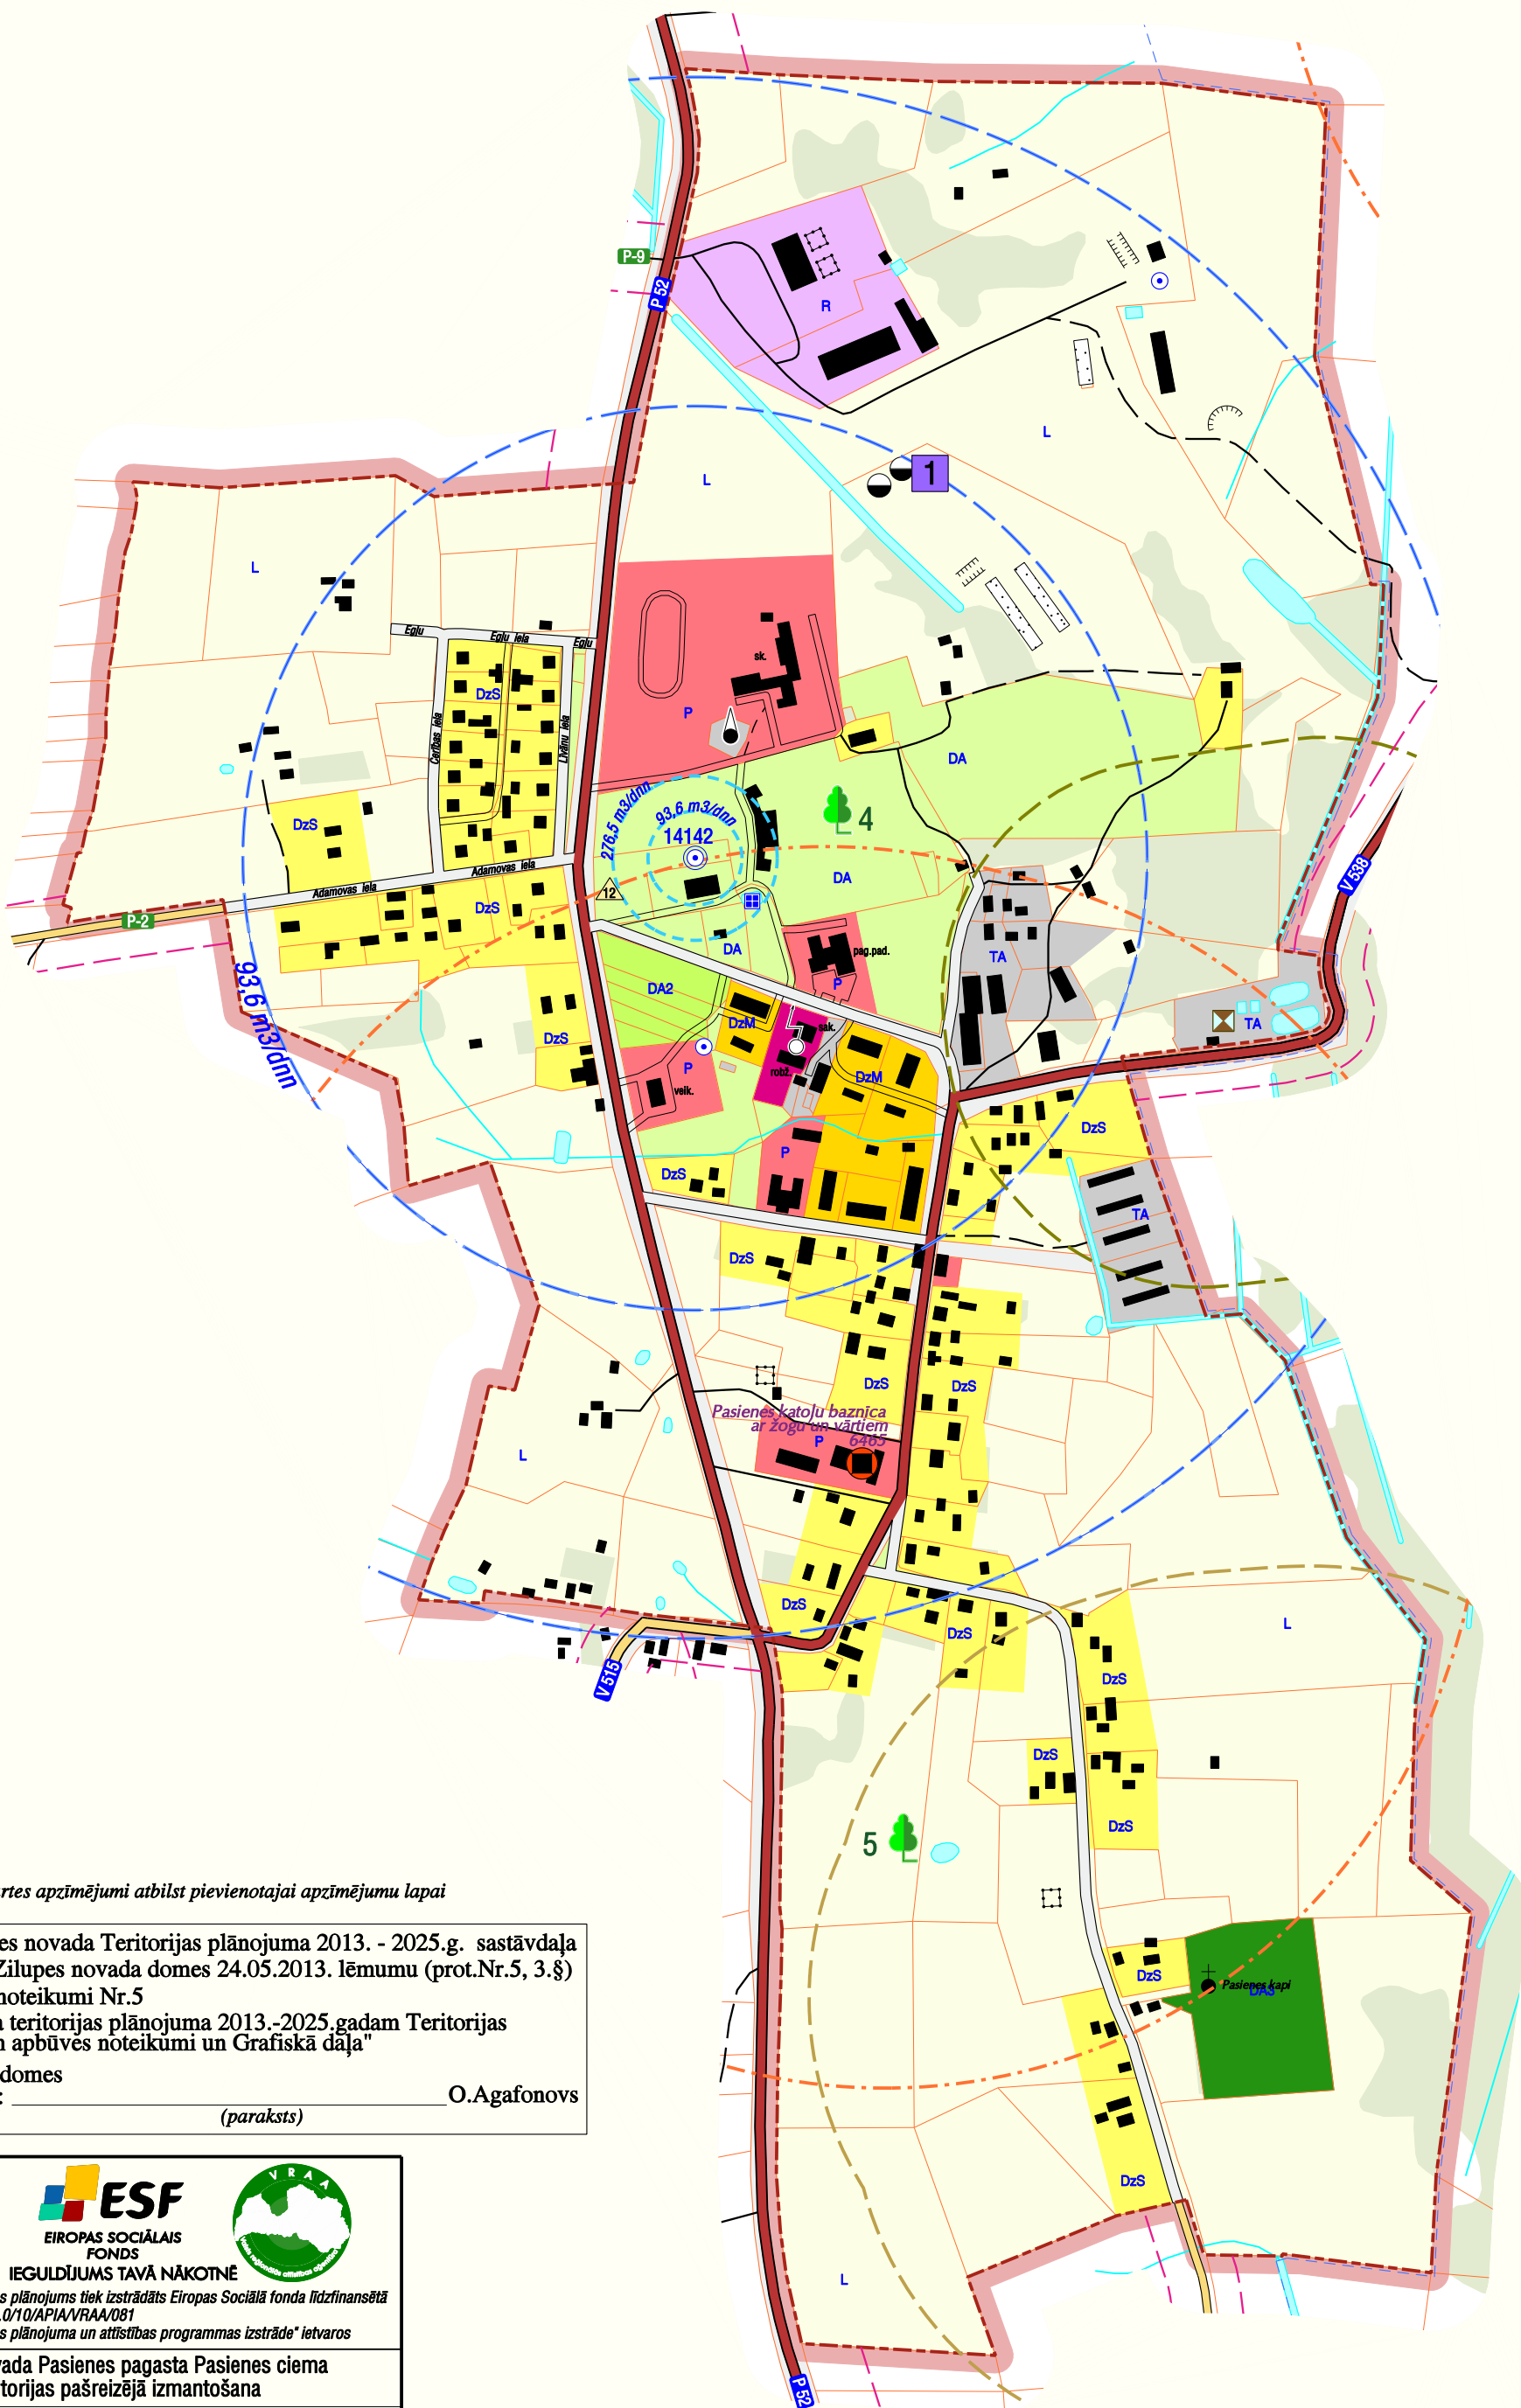 P-9
P 52
R
L
1
L
L
Egļu
Egļu iela
Egļu
sk.
DzS
P
Cerības iela
Līvānu iela
DA
276,5 m3/dnn
93,6 m3/dnn
14142
4
DzS
12
DA
V 538
Adamovas iela
Adamovas iela
P-2
DzS
DA
pag.pad.
TA
93,6 m3/dnn
DA2
P
DzM
sak.
TA
DzS
P
robž.
DzM
veik.
DzS
P
DzS
TA
DzS
DzS
DzS
Pasienes katoļu baznīca
ar žogu un vārtiem
6465
P
L
DzS
DzS
L
V 515
DzS
DzS
DzS
5
DzS
Pasienes kapi
DA3
DzS
L
P 52
rtes apzīmējumi atbilst pievienotajai apzīmējumu lapai
es novada Teritorijas plānojuma 2013. - 2025.g. sastāvdaļa
Zilupes novada domes 24.05.2013. lēmumu (prot.Nr.5, 3.§)
noteikumi Nr.5
a teritorijas plānojuma 2013.-2025.gadam Teritorijas
n apbūves noteikumi un Grafiskā daļa"
domes
: O.Agafonovs
(paraksts)
ESF
VRAA
EIROPAS SOCIĀLAIS
FONDS
IEGULDĪJUMS TAVĀ NĀKOTNĒ
s plānojums tiek izstrādāts Eiropas Sociālā fonda līdzfinansētā
.0/10/APIA/VRAA/081
s plānojuma un attīstības programmas izstrāde" ietvaros
vada Pasienes pagasta Pasienes ciema
torijas pašreizējā izmantošana